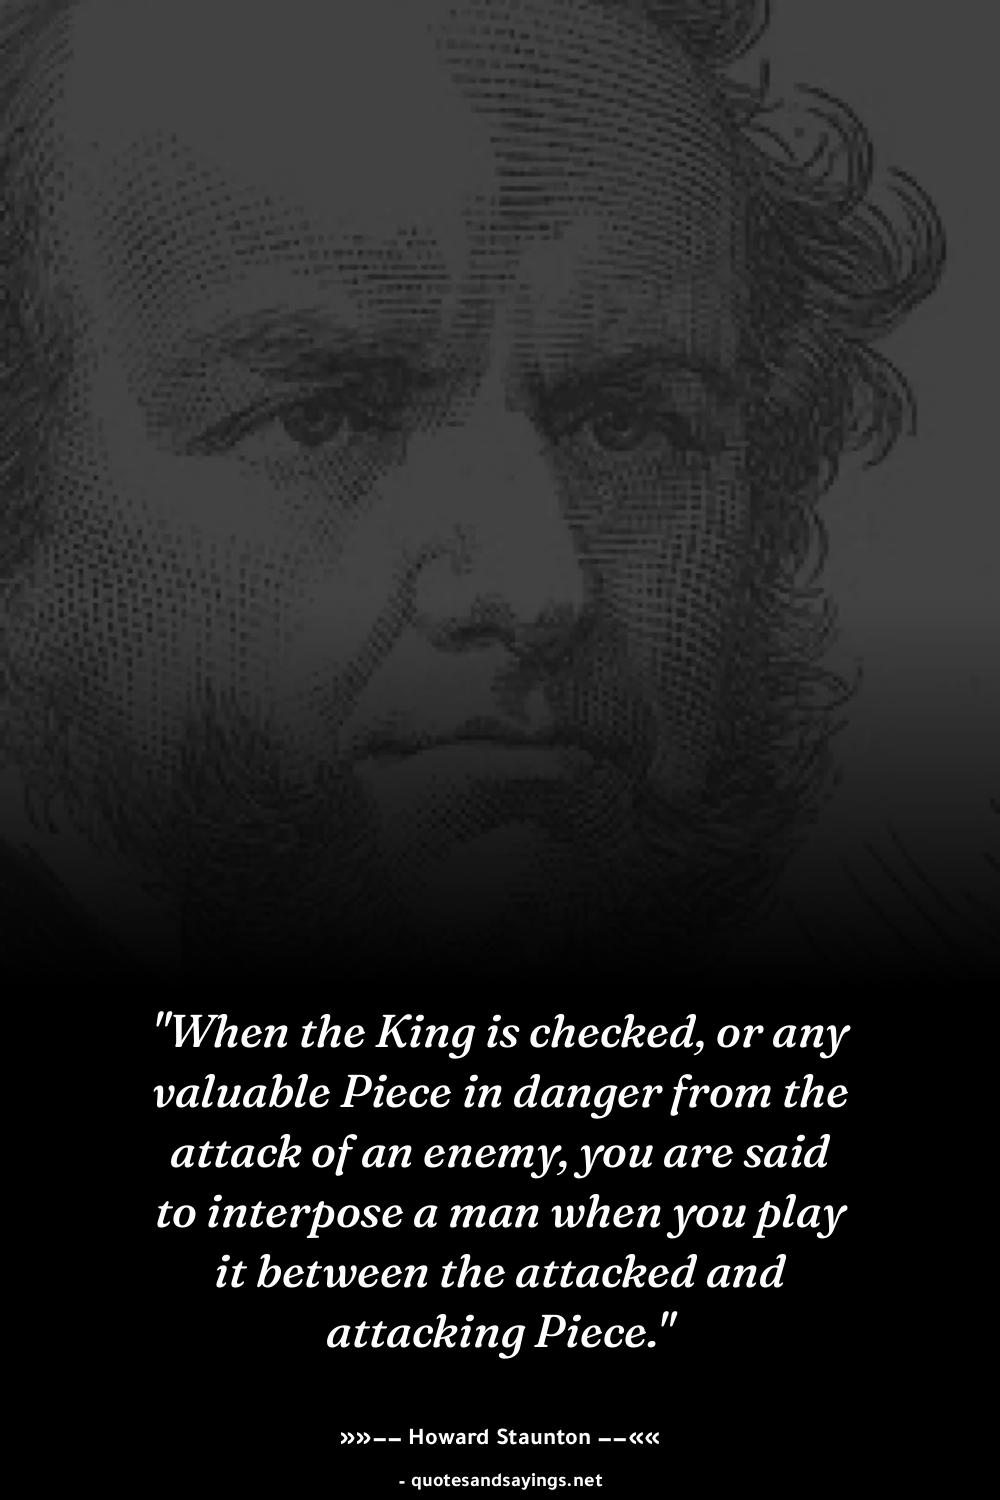 "When the King is checked, or any
valuable Piece in danger from the
attack of an enemy, you are said
to interpose a man when you play
it between the attacked and
attacking Piece."
»»—— Howard Staunton ——««
- quotesandsayings.net